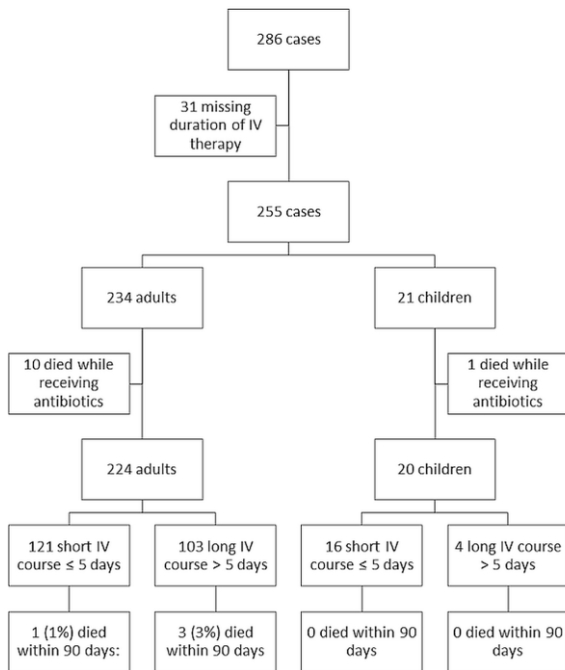 286 cases
31 missing
duration of IV
therapy
255 cases
234 adults
21 children
10 died while
receiving
antibiotics
1 died while
receiving
antibiotics
224 adults
20 children
121 short IV
course ≤ 5 days
103 long IV
course > 5 days
16 short IV
course ≤ 5 days
4 long IV course
> 5 days
1 (1%) died
within 90 days:
3 (3%) died
within 90 days
0 died within 90
days
0 died within 90
days